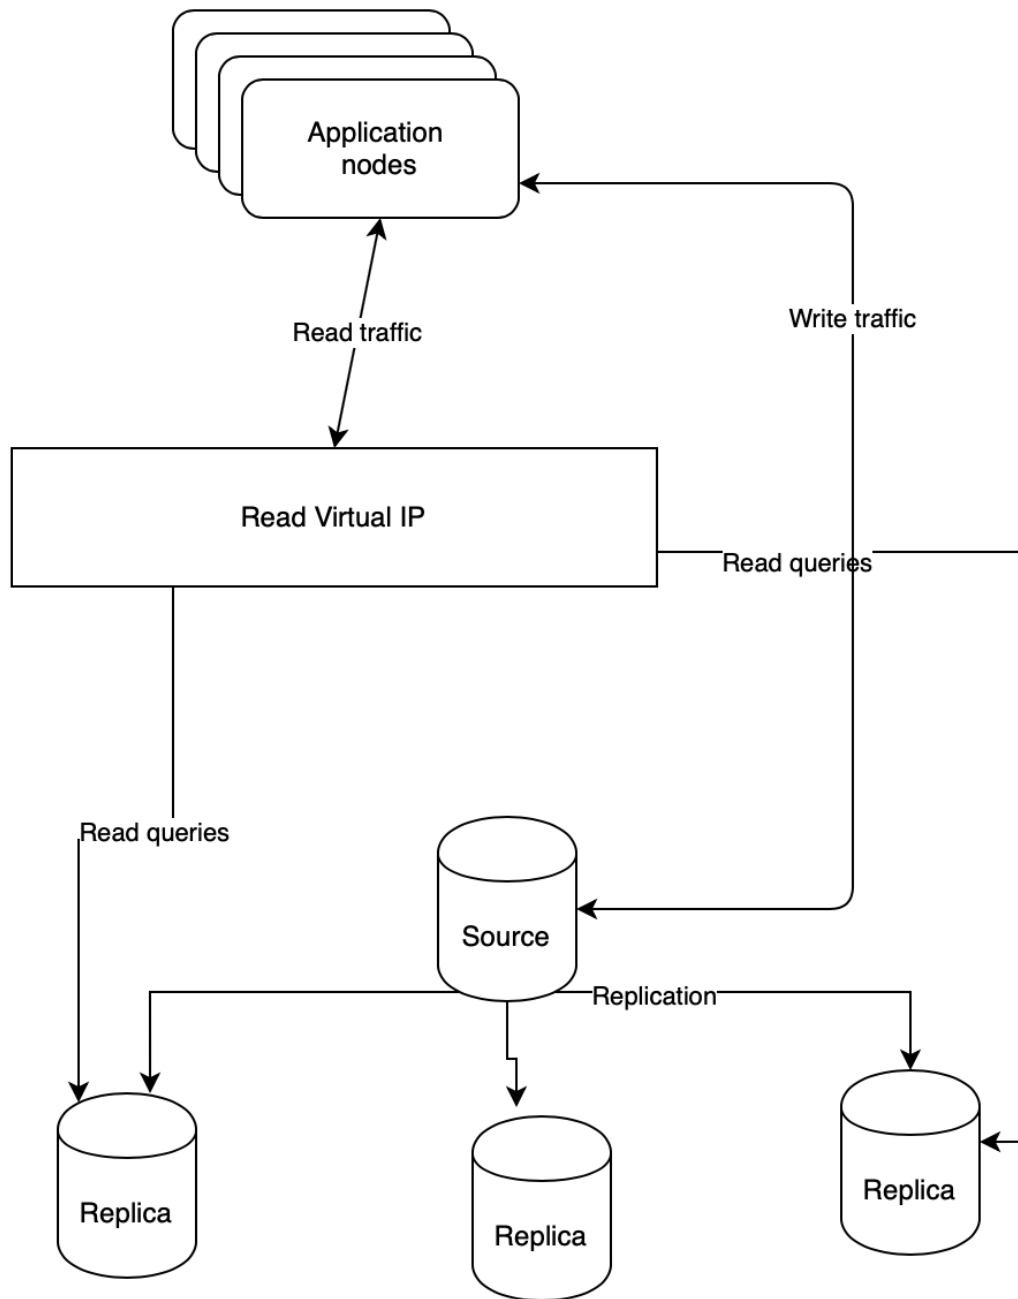 Application
nodes
Read traffic
Write traffic
Read Virtual IP
Read queries
Read queries
Source
Replication
Replica
Replica
Replica